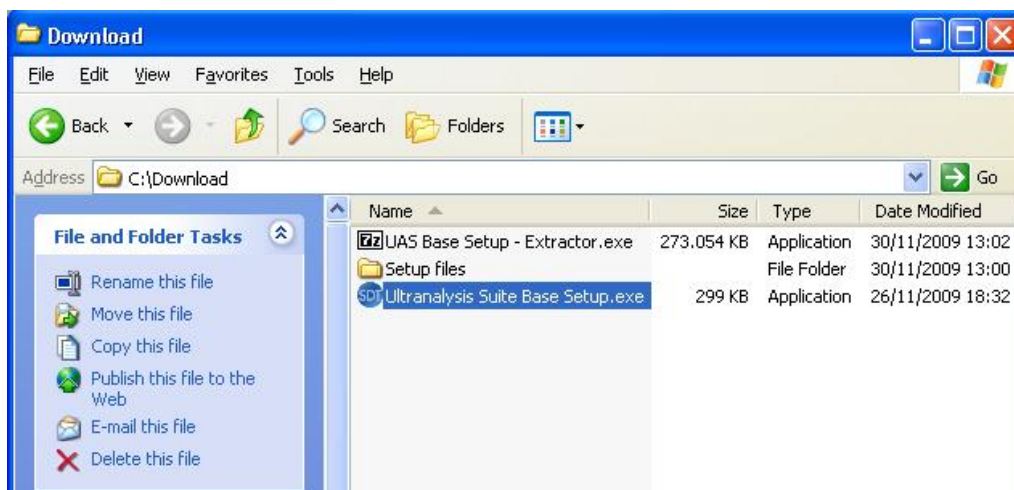 Download
File Edit View Favorites Tools Help
Back Search Folders
Address C:\Download Go
Name Size Type Date Modified
7z UAS Base Setup - Extractor.exe 273.054 KB Application 30/11/2009 13:02
Setup files File Folder 30/11/2009 13:00
SDT Ultranalysis Suite Base Setup.exe 299 KB Application 26/11/2009 18:32
File and Folder Tasks
Rename this file
Move this file
Copy this file
Publish this file to the
Web
E-mail this file
Delete this file